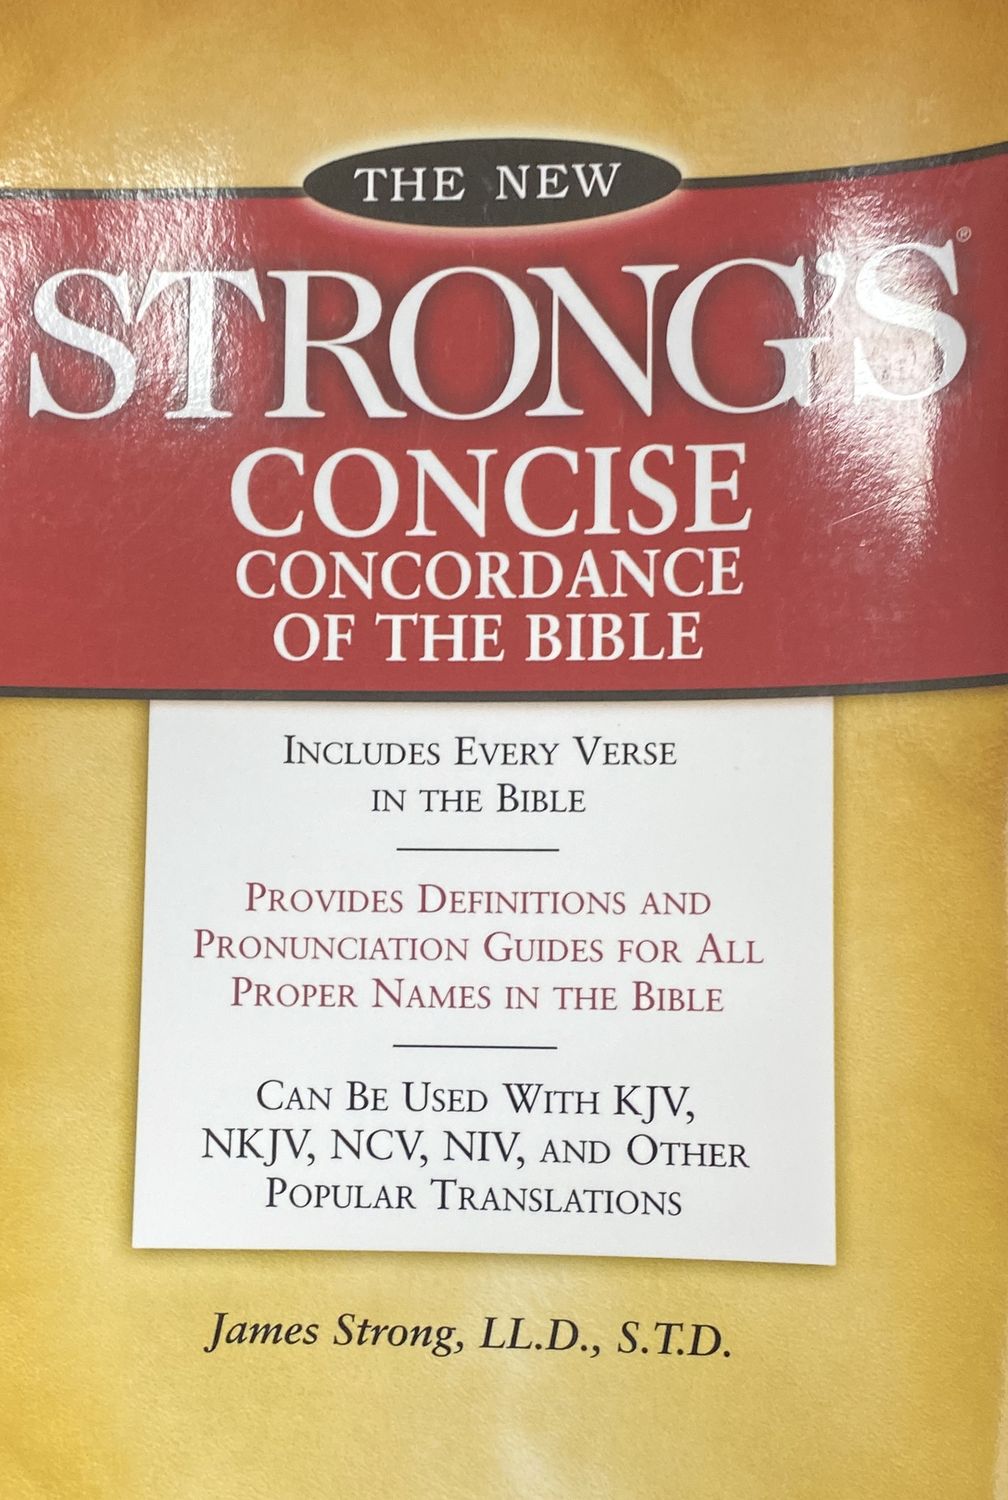 THE NEW
STRONG'S®
CONCISE
CONCORDANCE
OF THE BIBLE
INCLUDES EVERY VERSE
IN THE BIBLE
PROVIDES DEFINITIONS AND
PRONUNCIATION GUIDES FOR ALL
PROPER NAMES IN THE BIBLE
CAN BE USED WITH KJV,
NKJV, NCV, NIV, AND OTHER
POPULAR TRANSLATIONS
James Strong, LL.D., S.T.D.